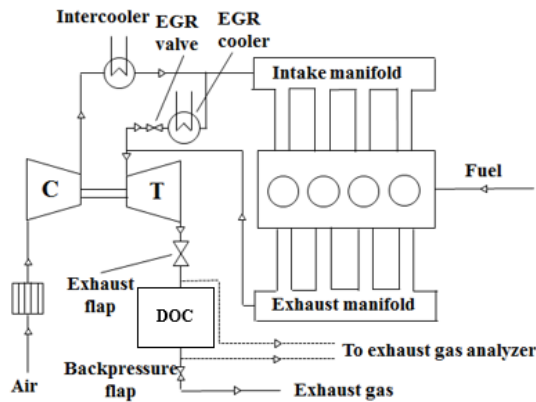 Intercooler
EGR
valve
EGR
cooler
Intake manifold
C
T
Fuel
Exhaust
flap
Exhaust manifold
DOC
To exhaust gas analyzer
Backpressure
flap
Air
Exhaust gas